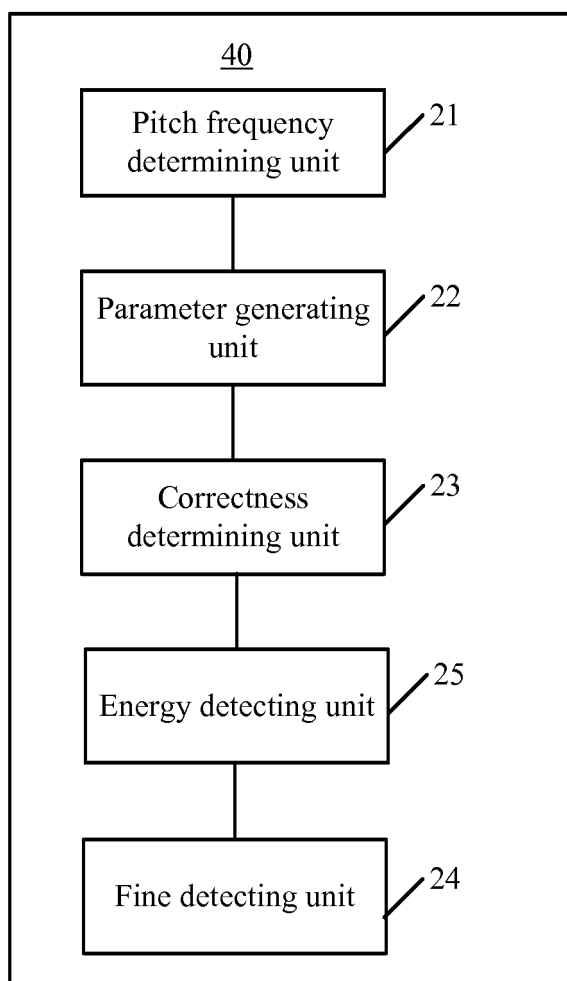 40
Pitch frequency
determining unit
21
Parameter generating
unit
22
Correctness
determining unit
23
Energy detecting unit
25
Fine detecting unit
24